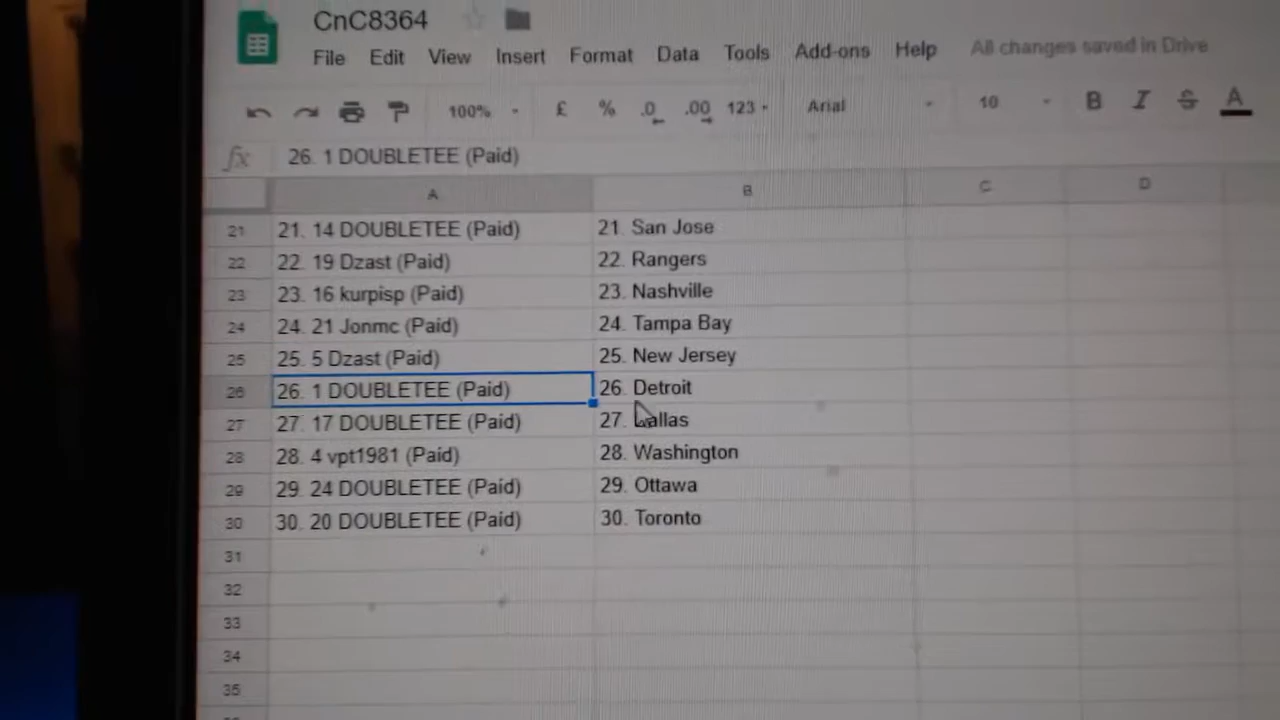 CnC8364
File Edit View Insert Format Data Tools Add-ons Help All changes saved in Drive
100% £ % .0 .00 123 Arial 10 B I S A
fx 26. 1 DOUBLETEE (Paid)
A B C D
21 21. 14 DOUBLETEE (Paid) 21. San Jose
22 22. 19 Dzast (Paid) 22. Rangers
23 23. 16 kurpisp (Paid) 23. Nashville
24 24. 21 Jonmc (Paid) 24. Tampa Bay
25 25. 5 Dzast (Paid) 25. New Jersey
26 26. 1 DOUBLETEE (Paid) 26. Detroit
27 27. 17 DOUBLETEE (Paid) 27. Dallas
28 28. 4 vpt1981 (Paid) 28. Washington
29 29. 24 DOUBLETEE (Paid) 29. Ottawa
30 30. 20 DOUBLETEE (Paid) 30. Toronto
31
32
33
34
35